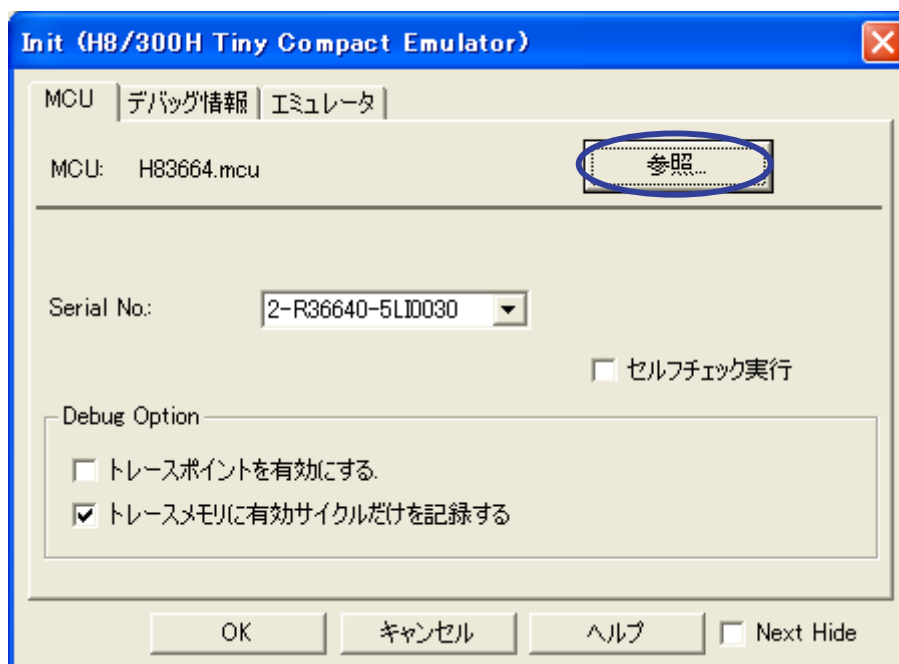 Init (H8/300H Tiny Compact Emulator)
MCU デバッグ情報 エミュレータ
MCU: H83664.mcu 参照...
Serial No.: 2-R36640-5LI0030
セルフチェック実行
Debug Option
トレースポイントを有効にする.
トレースメモリに有効サイクルだけを記録する
OK キャンセル ヘルプ Next Hide